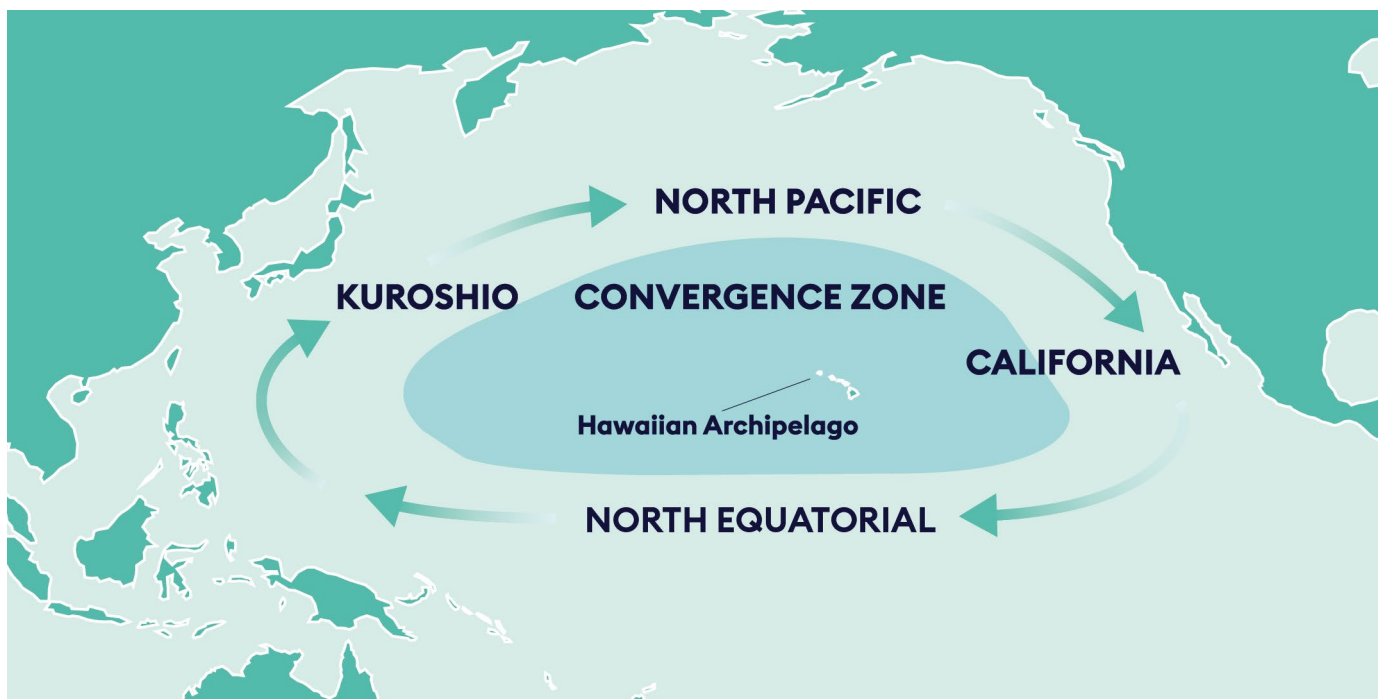 NORTH PACIFIC
KUROSHIO
CONVERGENCE ZONE
CALIFORNIA
Hawaiian Archipelago
NORTH EQUATORIAL